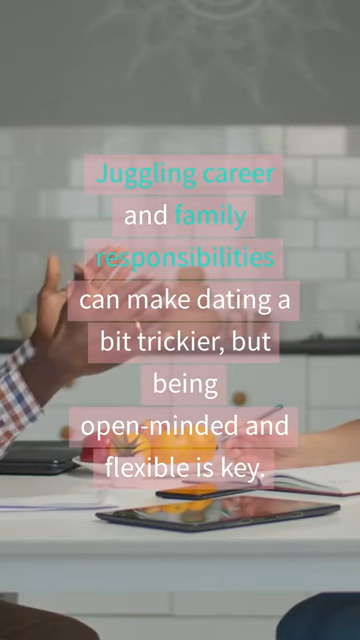 Juggling career
and family
responsibilities
can make dating a
bit trickier, but
being
open-minded and
flexible is key.